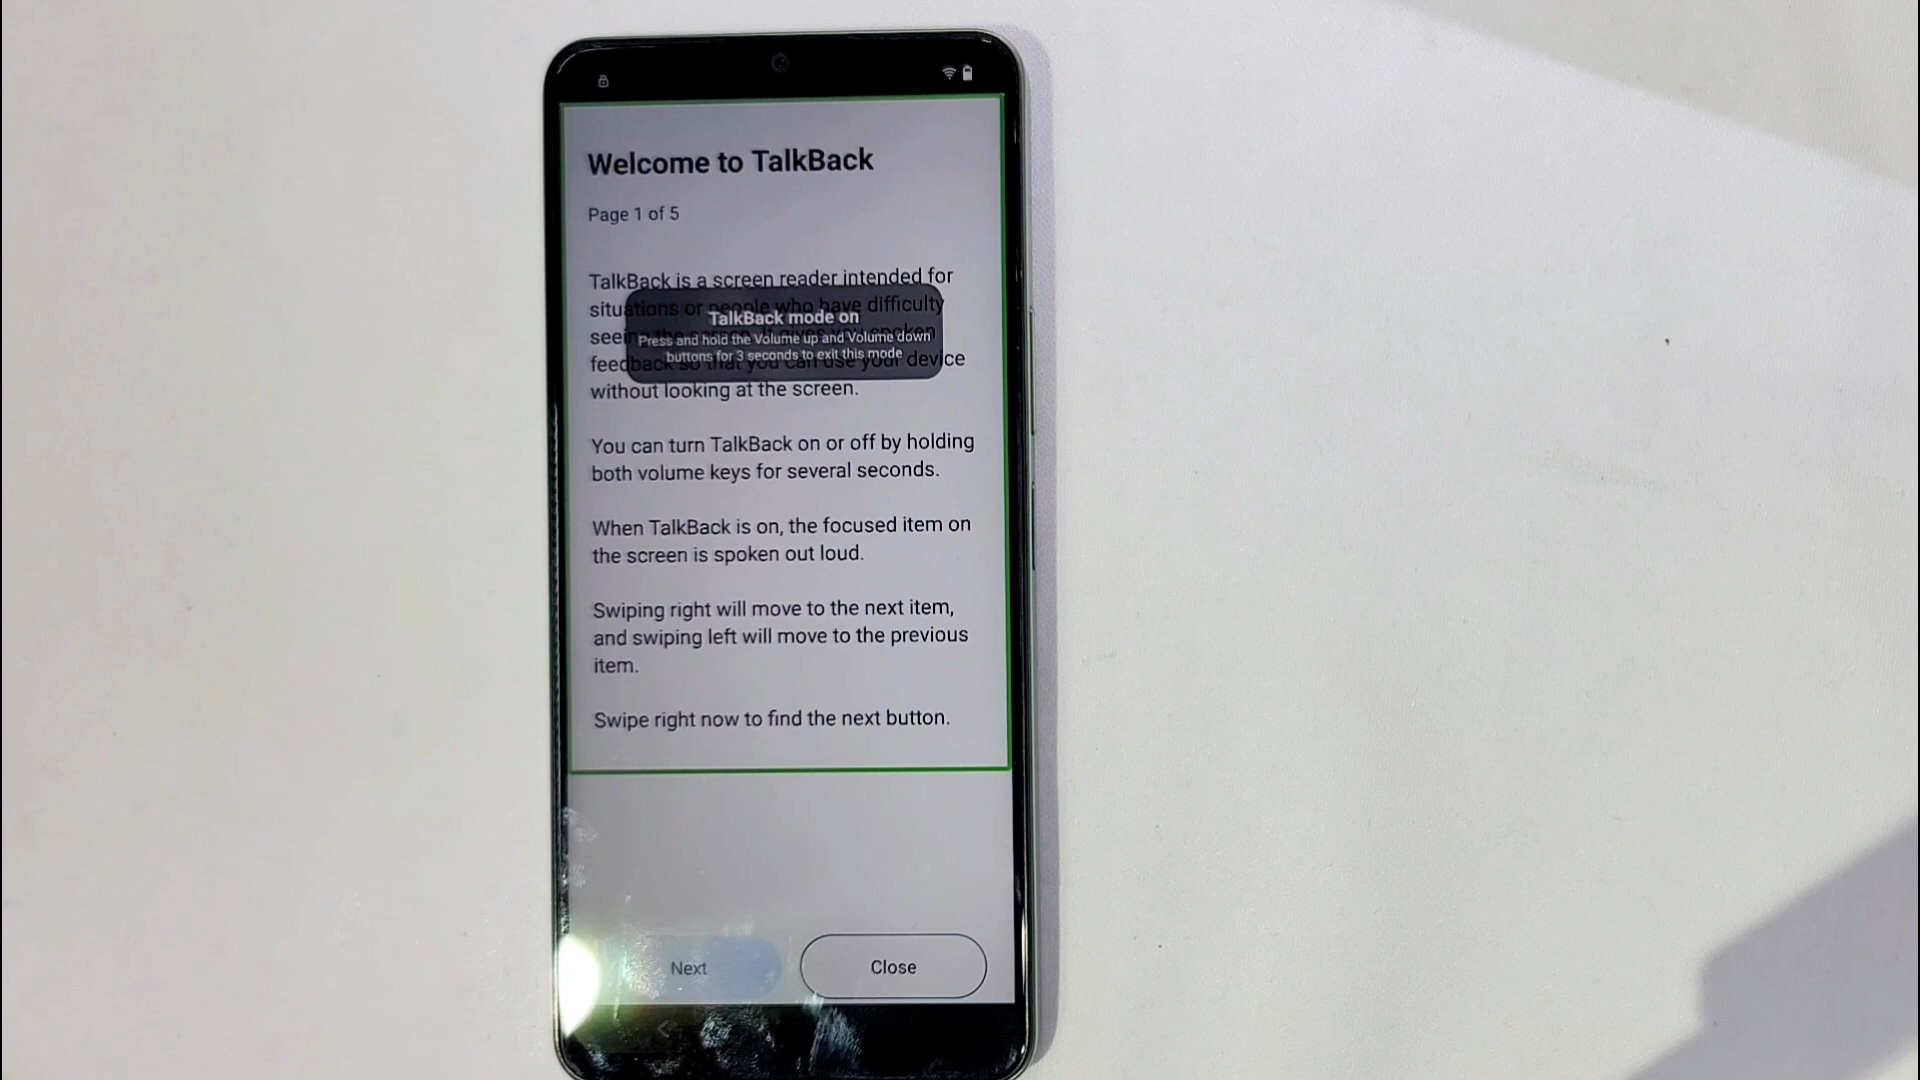 Welcome to TalkBack
Page 1 of 5
TalkBack is a screen reader intended for
situations or people who have difficulty
TalkBack mode on
seeing the screen. It gives you spoken
Press and hold the Volume up and Volume down
buttons for 3 seconds to exit this mode
feedback so that you can use your device
without looking at the screen.
You can turn TalkBack on or off by holding
both volume keys for several seconds.
When TalkBack is on, the focused item on
the screen is spoken out loud.
Swiping right will move to the next item,
and swiping left will move to the previous
item.
Swipe right now to find the next button.
Next
Close